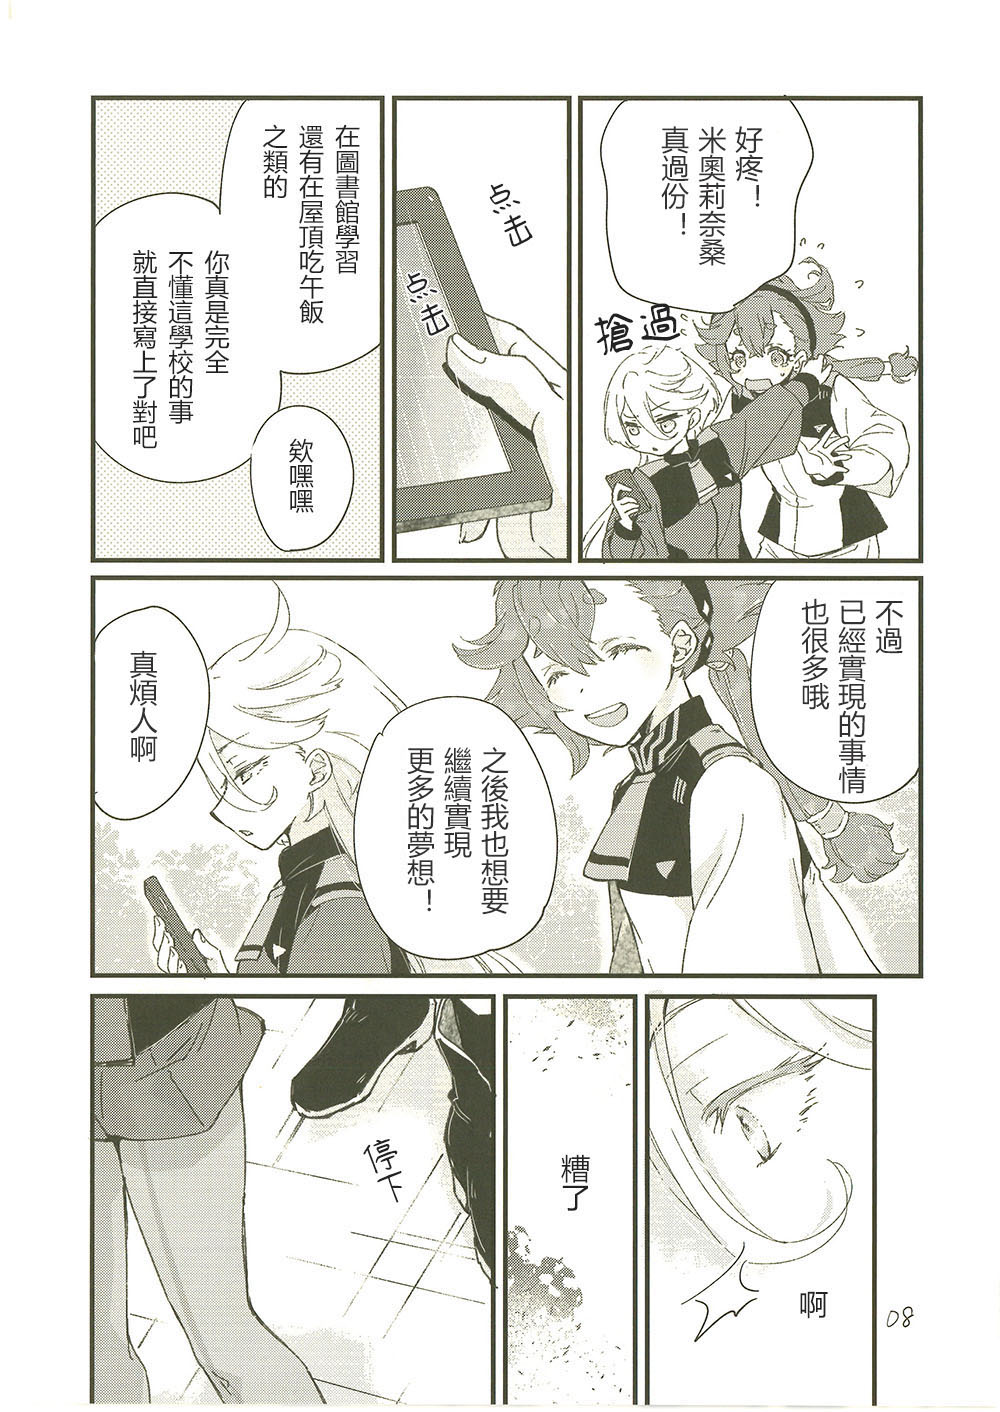 好疼！
米奧莉奈桑
真過份！
搶過
点击
点击
在圖書館學習
還有在屋頂吃午飯
之類的
你真是完全
不懂這學校的事
就直接寫上了對吧
欸嘿嘿
不過
已經實現的事情
也很多哦
之後我也想要
繼續實現
更多的夢想！
真煩人啊
啊
糟了
停下
08